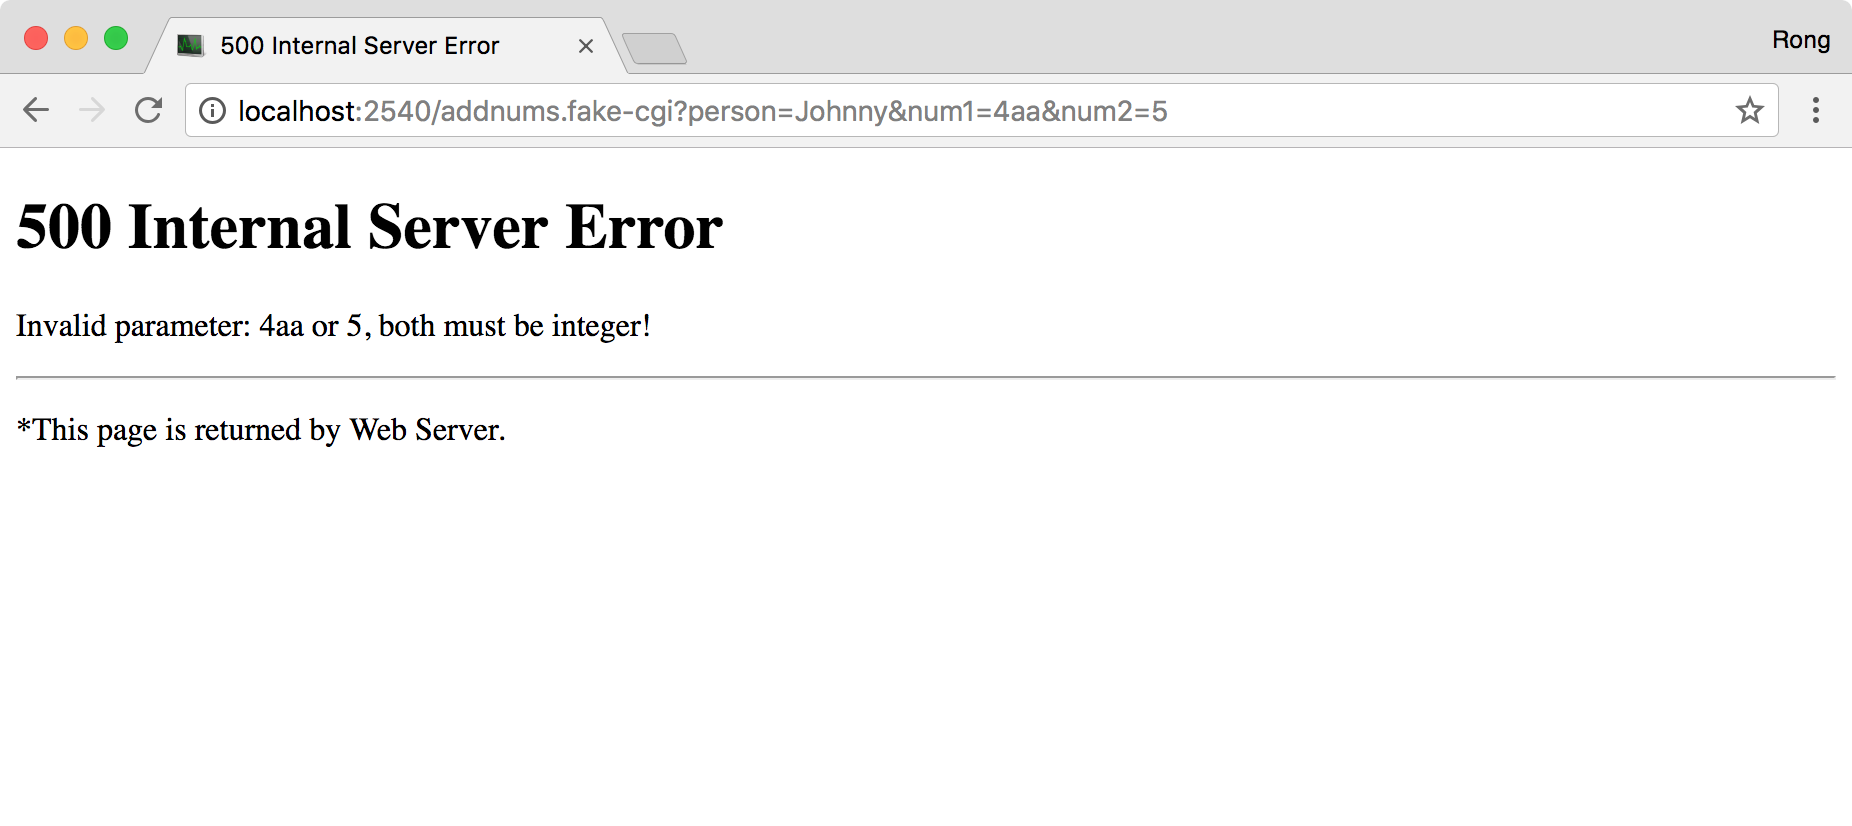 500 Internal Server Error
Rong
localhost:2540/addnums.fake-cgi?person=Johnny&num1=4aa&num2=5
500 Internal Server Error
Invalid parameter: 4aa or 5, both must be integer!
*This page is returned by Web Server.